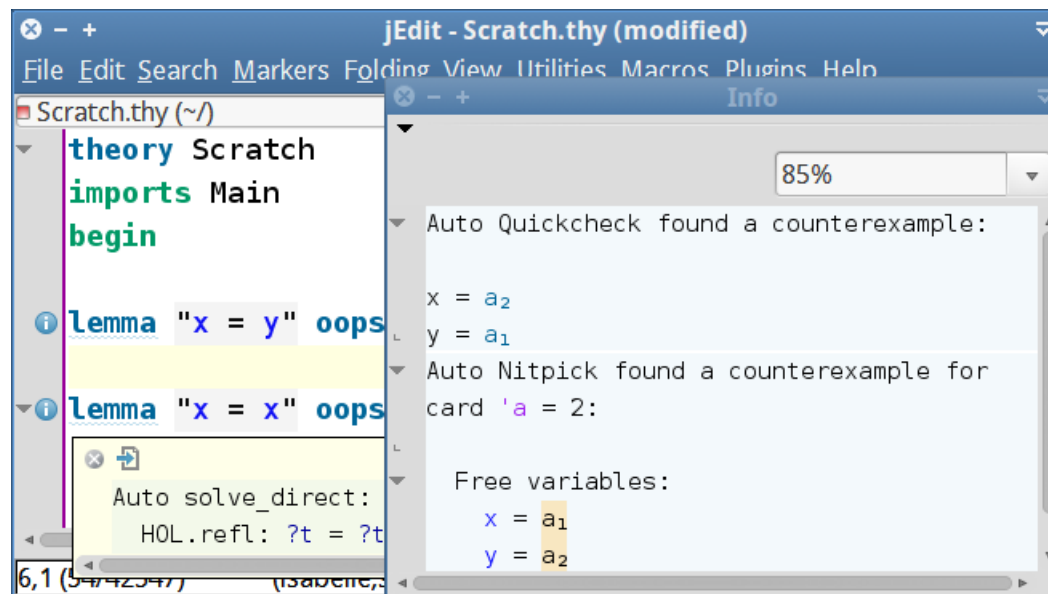 jEdit - Scratch.thy (modified)
File Edit Search Markers Folding View Utilities Macros Plugins Help
Scratch.thy (~/)
theory Scratch
imports Main
begin
lemma "x = y" oops
lemma "x = x" oops
Auto solve_direct:
HOL.refl: ?t = ?t
6,1 (54/42347)
Info
85%
Auto Quickcheck found a counterexample:
x = a₂
y = a₁
Auto Nitpick found a counterexample for
card 'a = 2:
Free variables:
x = a₁
y = a₂